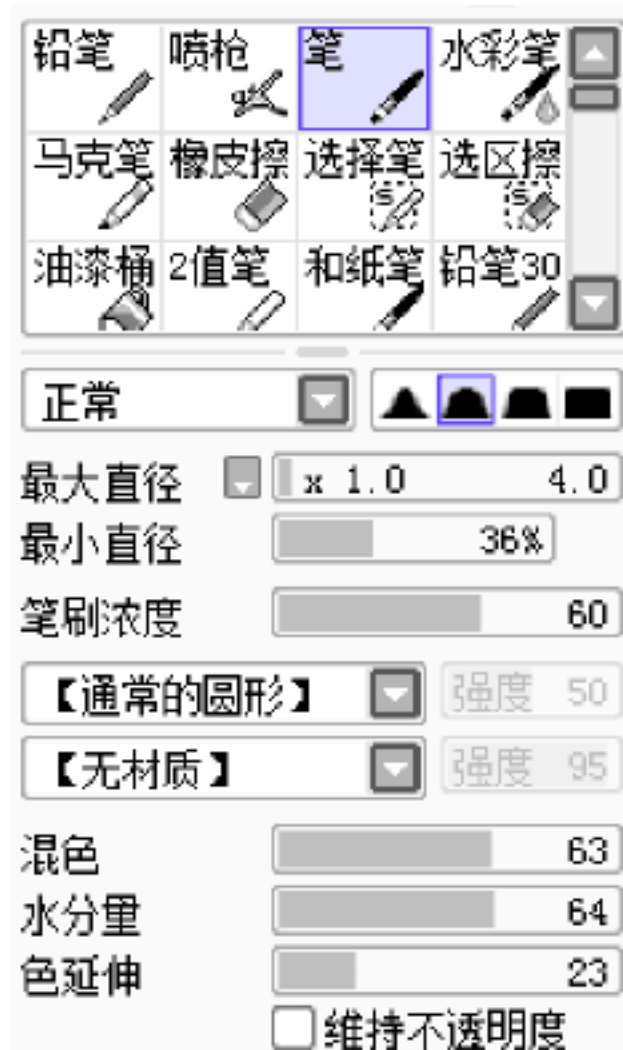 铅笔 喷枪 笔 水彩笔
马克笔 橡皮擦 选择笔 选区擦
油漆桶 2值笔 和纸笔 铅笔30
正常
最大直径 x 1.0 4.0
最小直径 36%
笔刷浓度 60
【通常的圆形】 强度 50
【无材质】 强度 95
混色 63
水分量 64
色延伸 23
维持不透明度